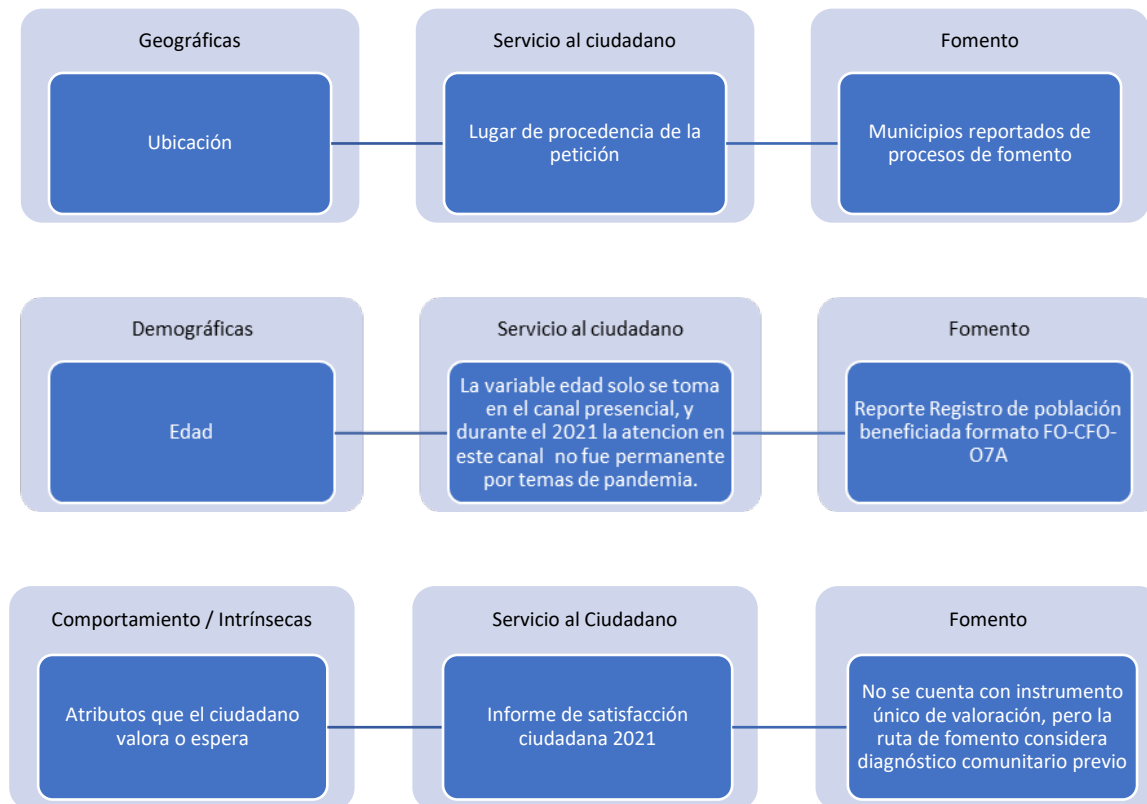 Geográficas
Ubicación
Servicio al ciudadano
Lugar de procedencia de la
petición
Fomento
Municipios reportados de
procesos de fomento
Demográficas
Edad
Servicio al ciudadano
La variable edad solo se toma
en el canal presencial, y
durante el 2021 la atencion en
este canal no fue permanente
por temas de pandemia.
Fomento
Reporte Registro de población
beneficiada formato FO-CFO-
O7A
Comportamiento / Intrínsecas
Atributos que el ciudadano
valora o espera
Servicio al Ciudadano
Informe de satisfacción
ciudadana 2021
Fomento
No se cuenta con instrumento
único de valoración, pero la
ruta de fomento considera
diagnóstico comunitario previo